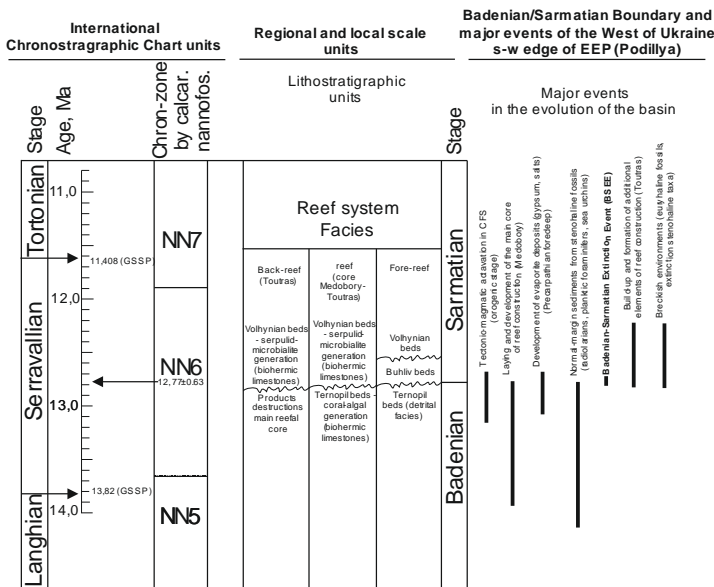 International
Chronostragraphic Chart units
Regional and local scale
units
Badenian/Sarmatian Boundary and
major events of the West of Ukraine
s-w edge of EEP (Podillya)
Stage
Age, Ma
Chron-zone
by calcar.
nannofos.
Lithostratigraphic
units
Stage
Major events
in the evolution of the basin
Tortonian
Serravallian
Langhian
11,0
11,408 (GSSP)
12,0
12,77±0.63
13,0
13,82 (GSSP)
14,0
NN7
NN6
NN5
Reef system
Facies
Back-reef
(Toutras)
reef
(core
Medobory-
Toutras)
Fore-reef
Volhynian beds
- serpulid-
microbialite
generation
(biohermic
limestones)
Volhynian beds
- serpulid-
microbialite
generation
(biohermic
limestones)
Volhynian
beds
Buhliv beds
Products
destructions
main reefal
core
Ternopil beds -
coral-algal
generation
(biohermic
limestones)
Ternopil
beds (detrital
facies)
Sarmatian
Badenian
Tectonio-magmatic actavation in CFS
(orogenic stage)
Laying and development of the main core
of reef construction (Medobory)
Development of evaporite deposits (gypsum, salts)
(Precarpathian foredeep)
Normal-margin sediments from stenohaline fossils
(radiolarians, planktic foraminifers, sea urchins)
Badenian-Sarmatian Extinction Event (BSEE)
Build up and formation of additional
elements of reef construction (Toutras)
Breckish environments (euryhaline fossils,
extinction stenohaline taxa)